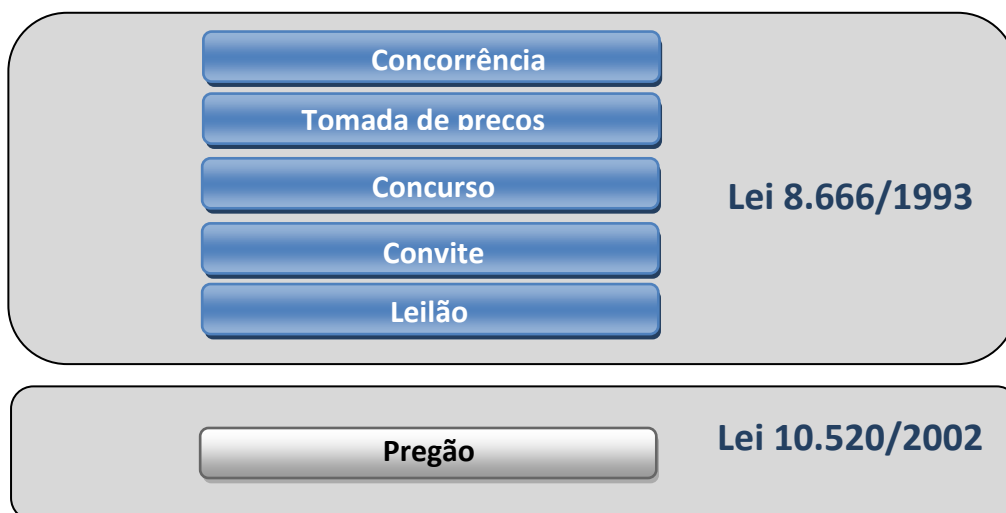 Concorrência
Tomada de preços
Concurso
Convite
Leilão
Lei 8.666/1993
Pregão
Lei 10.520/2002